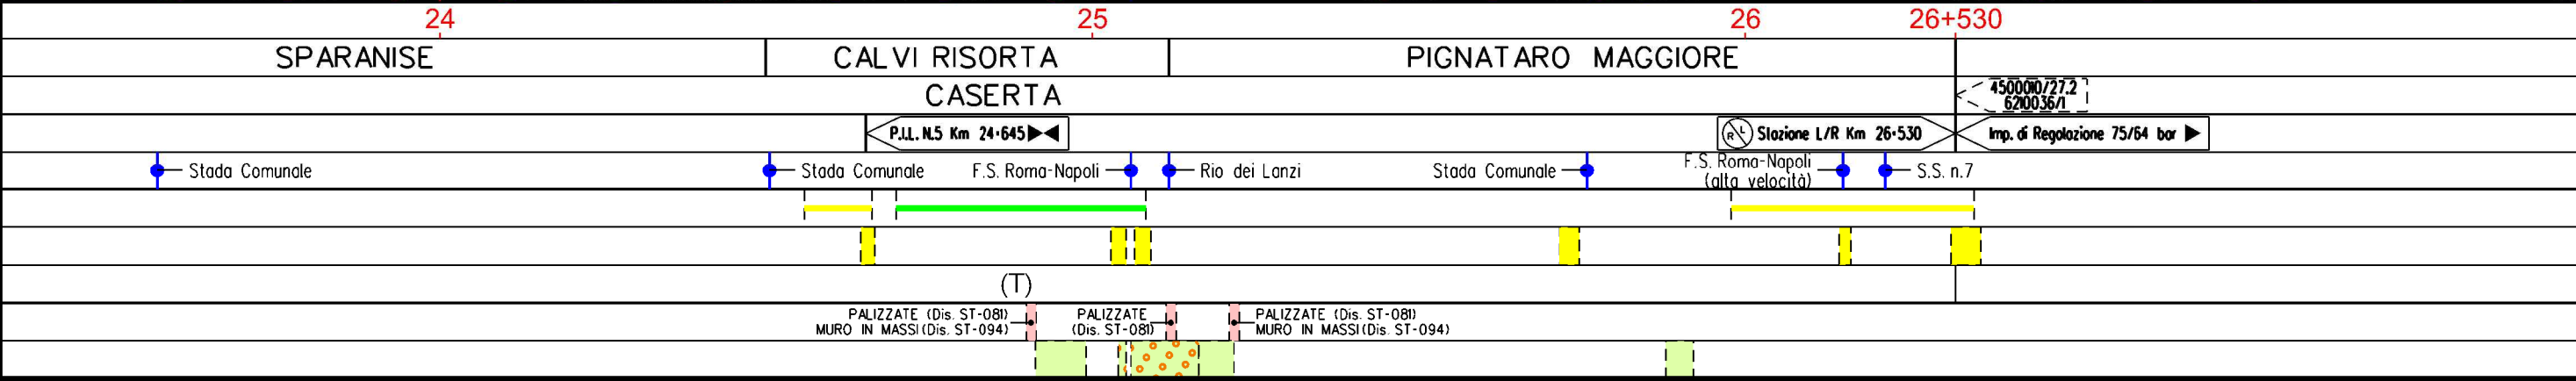 24 25 26 26+530
SPARANISE CALVI RISORTA PIGNATARO MAGGIORE
CASERTA
4500010/27.2
6210036/1
P.I.L. N.5 Km 24+645
R L Stazione L/R Km 26+530
Imp. di Regolazione 75/64 bar
Stada Comunale
Stada Comunale
F.S. Roma-Napoli
Rio dei Lanzi
Stada Comunale
F.S. Roma-Napoli
(alta velocità)
S.S. n.7
(T)
PALIZZATE (Dis. ST-081)
MURO IN MASSI(Dis. ST-094)
PALIZZATE
(Dis. ST-081)
PALIZZATE (Dis. ST-081)
MURO IN MASSI(Dis. ST-094)